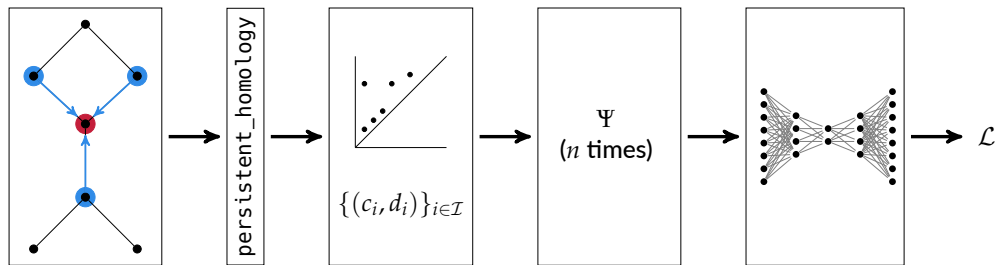 persistent_homology
{(c_i, d_i)}_{i∈ℐ}
Ψ
(n times)
ℒ